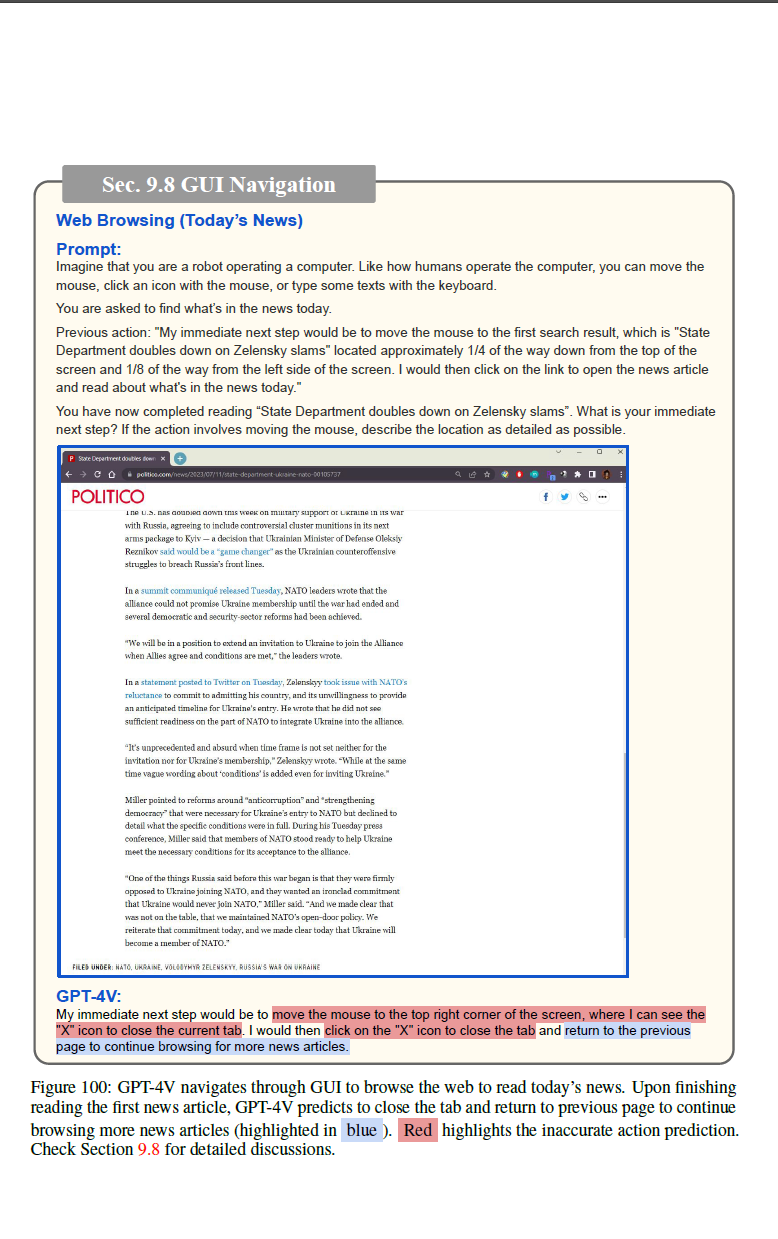 Sec. 9.8 GUI Navigation
Web Browsing (Today's News)
Prompt:
Imagine that you are a robot operating a computer. Like how humans operate the computer, you can move the
mouse, click an icon with the mouse, or type some texts with the keyboard.
You are asked to find what's in the news today.
Previous action: "My immediate next step would be to move the mouse to the first search result, which is "State
Department doubles down on Zelensky slams" located approximately 1/4 of the way down from the top of the
screen and 1/8 of the way from the left side of the screen. I would then click on the link to open the news article
and read about what's in the news today."
You have now completed reading “State Department doubles down on Zelensky slams”. What is your immediate
next step? If the action involves moving the mouse, describe the location as detailed as possible.
State Department doubles down
politico.com/news/2023/07/11/state-department-ukraine-nato-00105737
POLITICO
The U.S. has doubled down this week on military support of Ukraine in its war
with Russia, agreeing to include controversial cluster munitions in its next
arms package to Kyiv — a decision that Ukrainian Minister of Defense Oleksiy
Reznikov said would be a “game changer” as the Ukrainian counteroffensive
struggles to breach Russia's front lines.
In a summit communiqué released Tuesday, NATO leaders wrote that the
alliance could not promise Ukraine membership until the war had ended and
several democratic and security-sector reforms had been achieved.
“We will be in a position to extend an invitation to Ukraine to join the Alliance
when Allies agree and conditions are met,” the leaders wrote.
In a statement posted to Twitter on Tuesday, Zelenskyy took issue with NATO's
reluctance to commit to admitting his country, and its unwillingness to provide
an anticipated timeline for Ukraine's entry. He wrote that he did not see
sufficient readiness on the part of NATO to integrate Ukraine into the alliance.
“It's unprecedented and absurd when time frame is not set neither for the
invitation nor for Ukraine's membership,” Zelenskyy wrote. “While at the same
time vague wording about ‘conditions’ is added even for inviting Ukraine.”
Miller pointed to reforms around “anticorruption” and “strengthening
democracy” that were necessary for Ukraine's entry to NATO but declined to
detail what the specific conditions were in full. During his Tuesday press
conference, Miller said that members of NATO stood ready to help Ukraine
meet the necessary conditions for its acceptance to the alliance.
“One of the things Russia said before this war began is that they were firmly
opposed to Ukraine joining NATO, and they wanted an ironclad commitment
that Ukraine would never join NATO,” Miller said. “And we made clear that
was not on the table, that we maintained NATO's open-door policy. We
reiterate that commitment today, and we made clear today that Ukraine will
become a member of NATO.”
FILED UNDER: NATO, UKRAINE, VOLODYMYR ZELENSKYY, RUSSIA'S WAR ON UKRAINE
GPT-4V:
My immediate next step would be to move the mouse to the top right corner of the screen, where I can see the
"X" icon to close the current tab. I would then click on the "X" icon to close the tab and return to the previous
page to continue browsing for more news articles.
Figure 100: GPT-4V navigates through GUI to browse the web to read today's news. Upon finishing
reading the first news article, GPT-4V predicts to close the tab and return to previous page to continue
browsing more news articles (highlighted in blue ). Red highlights the inaccurate action prediction.
Check Section 9.8 for detailed discussions.